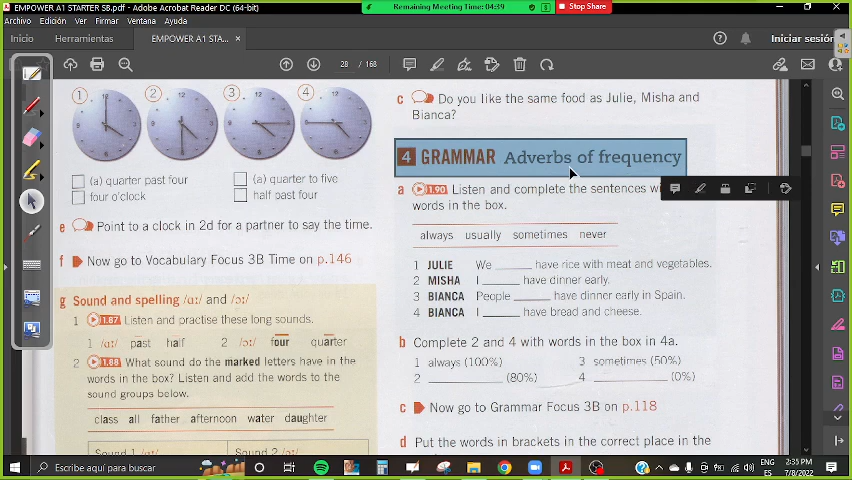 EMPOWER A1 STARTER SB.pdf - Adobe Acrobat Reader DC (64-bit)
Remaining Meeting Time: 04:39
Stop Share
Archivo Edición Ver Firmar Ventana Ayuda
Inicio Herramientas EMPOWER A1 STA... × Iniciar sesión
28 / 168
1 2 3 4
(a) quarter past four
(a) quarter to five
four o'clock
half past four
e Point to a clock in 2d for a partner to say the time.
f Now go to Vocabulary Focus 3B Time on p.146
g Sound and spelling /ɑː/ and /ɔː/
1 1.87 Listen and practise these long sounds.
1 /ɑː/ past half 2 /ɔː/ four quarter
2 1.88 What sound do the marked letters have in the
words in the box? Listen and add the words to the
sound groups below.
class all father afternoon water daughter
Sound 1 /ɑː/ Sound 2 /ɔː/
c Do you like the same food as Julie, Misha and
Bianca?
4 GRAMMAR Adverbs of frequency
a 1.90 Listen and complete the sentences wi
words in the box.
always usually sometimes never
1 JULIE We ______ have rice with meat and vegetables.
2 MISHA I ______ have dinner early.
3 BIANCA People ______ have dinner early in Spain.
4 BIANCA I ______ have bread and cheese.
b Complete 2 and 4 with words in the box in 4a.
1 always (100%) 3 sometimes (50%)
2 ____________ (80%) 4 ____________ (0%)
c Now go to Grammar Focus 3B on p.118
d Put the words in brackets in the correct place in the
Escribe aquí para buscar
ENG
ES
2:35 PM
7/8/2022